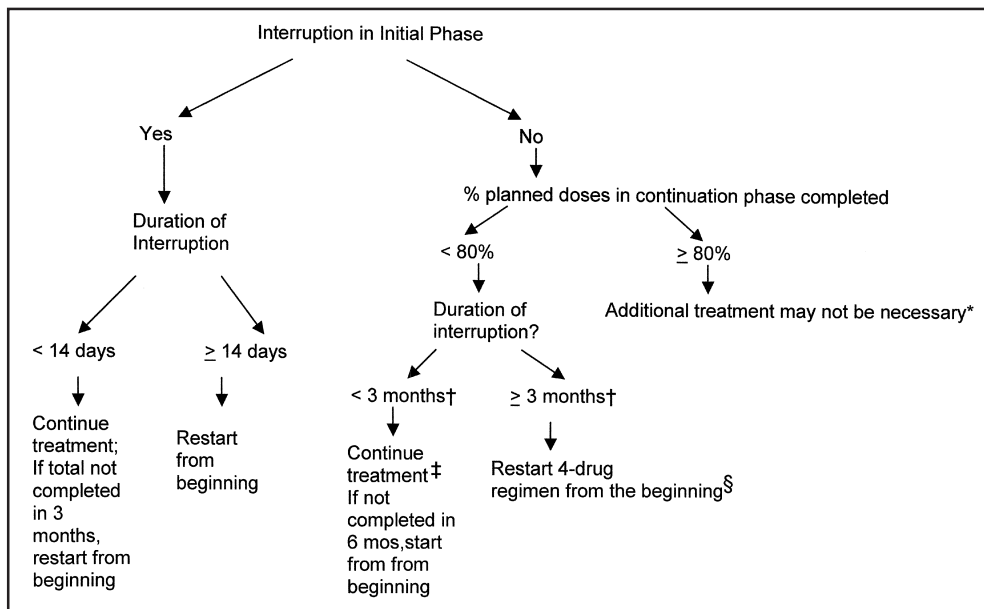 Interruption in Initial Phase
Yes
No
% planned doses in continuation phase completed
Duration of
Interruption
< 80%
≥ 80%
Duration of
interruption?
Additional treatment may not be necessary*
< 14 days
≥ 14 days
< 3 months†
≥ 3 months†
Continue
treatment;
If total not
completed
in 3
months,
restart from
beginning
Restart
from
beginning
Continue
treatment‡
If not
completed in
6 mos,start
from from
beginning
Restart 4-drug
regimen from the beginning§